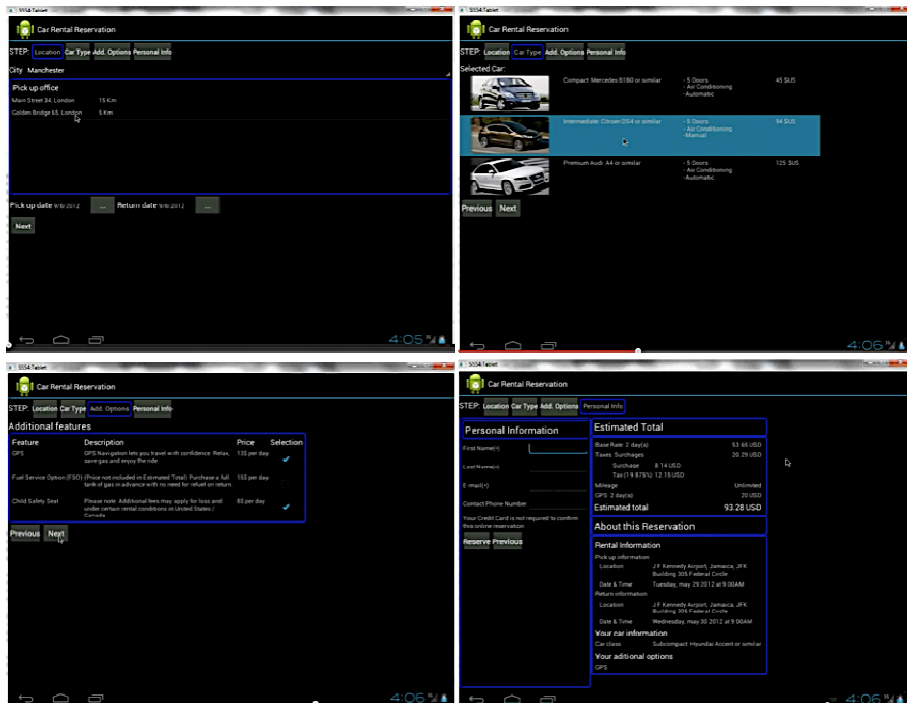 5554:Tablet
Car Rental Reservation
STEP: Location Car Type Add. Options Personal Info
City Manchester
Pick up office
Main Street 34, London 15 Km
Golden Bridge 65, London 5 Km
Pick up date 9/6/2012 ... Return date 9/6/2012 ...
Next
4:05
5554:Tablet
Car Rental Reservation
STEP: Location Car Type Add. Options Personal Info
Selected Car:
Compact Mercedes B180 or similar - 5 Doors: 45 $US
- Air Conditioning
-Automatic
Intermediate Citroen DS4 or similar - 5 Doors: 94 $US
- Air Conditioning
-Manual
Premium Audi A4 or similar - 5 Doors: 125 $US
- Air Conditioning
-Automatic
Previous Next
4:06
5554:Tablet
Car Rental Reservation
STEP: Location Car Type Add. Options Personal Info
Additional features
Feature Description Price Selection
GPS GPS Navigation lets you travel with confidence. Relax, 13$ per day
save gas and enjoy the ride
Fuel Service Option (FSO) (Price not included in Estimated Total) Purchase a full 15$ per day
tank of gas in advance with no need for refuel on return.
Child Safety Seat Please note: Additional fees may apply for loss and 8$ per day
under certain rental conditions in United States /
Canada
Previous Next
4:06
5554:Tablet
Car Rental Reservation
STEP: Location Car Type Add. Options Personal Info
Personal Information
First Name(*)
Last Name(*)
E-mail(*)
Contact Phone Number
Your Credit Card is not required to confirm
this online reservation
Reserve Previous
Estimated Total
Base Rate 2 day(s) 53.65 USD
Taxes Surchages 20.29 USD
Surchage 8.14 USD
Tax (19.875%) 12.15 USD
Mileage Unlimited
GPS 2 day(s) 20 USD
Estimated total 93.28 USD
About this Reservation
Rental Information
Pick up information
Location J.F. Kennedy Airport, Jamaica, JFK
Building 305 Federal Circle
Date & Time Tuesday, may 29 2012 at 9:00AM
Return information
Location J.F. Kennedy Airport, Jamaica, JFK
Building 305 Federal Circle
Date & Time Wednesday, may 30 2012 at 9:00AM
Your car information
Car class Subcompact Hyundai Accent or similar
Your aditional options
GPS
4:06